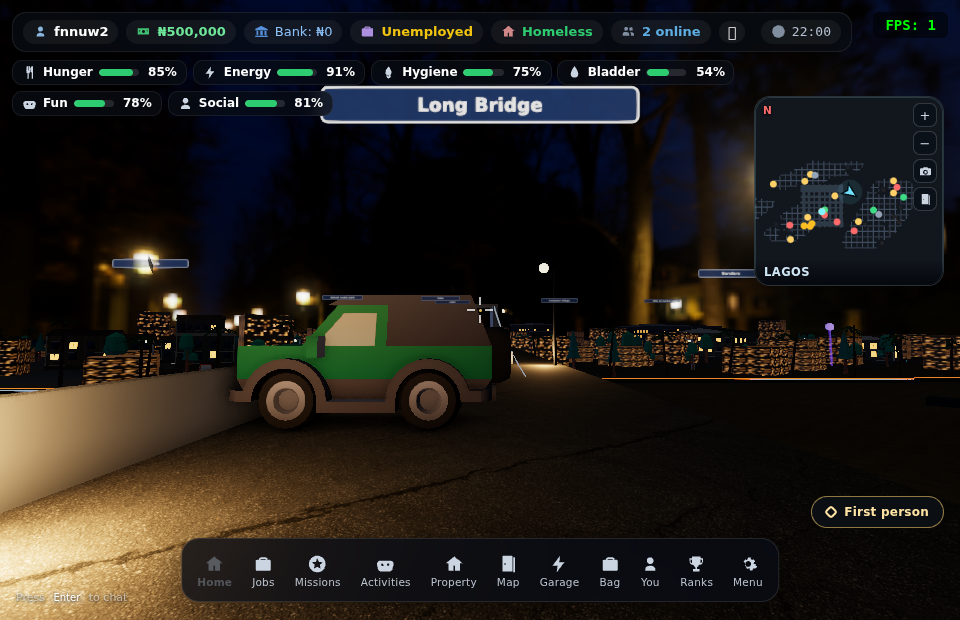 fnnuw2
₦500,000
Bank: ₦0
Unemployed
Homeless
2 online
22:00
FPS: 1
Hunger 85%
Energy 91%
Hygiene 75%
Bladder 54%
Fun 78%
Social 81%
Long Bridge
N
+
−
LAGOS
First person
Home
Jobs
Missions
Activities
Property
Map
Garage
Bag
You
Ranks
Menu
Press Enter to chat